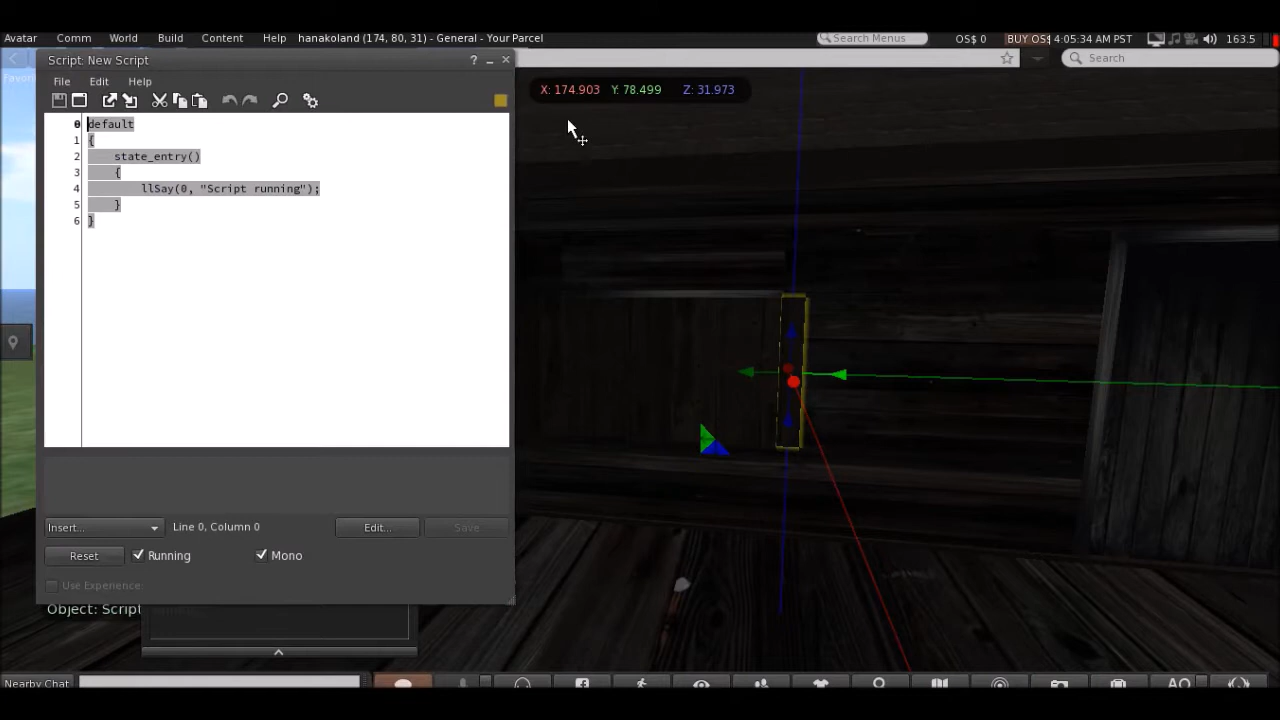 Avatar Comm World Build Content Help hanakoland (174, 80, 31) - General - Your Parcel Search Menus OS$ 0 BUY OS$ 4:05:34 AM PST 163.5
Script: New Script ? _ ×
Search
File Edit Help
X: 174.903 Y: 78.499 Z: 31.973
0 default
1 {
2 state_entry()
3 {
4 llSay(0, "Script running");
5 }
6 }
Insert... Line 0, Column 0 Edit... Save
Reset Running Mono
Use Experience:
Object: Script
Nearby Chat AO